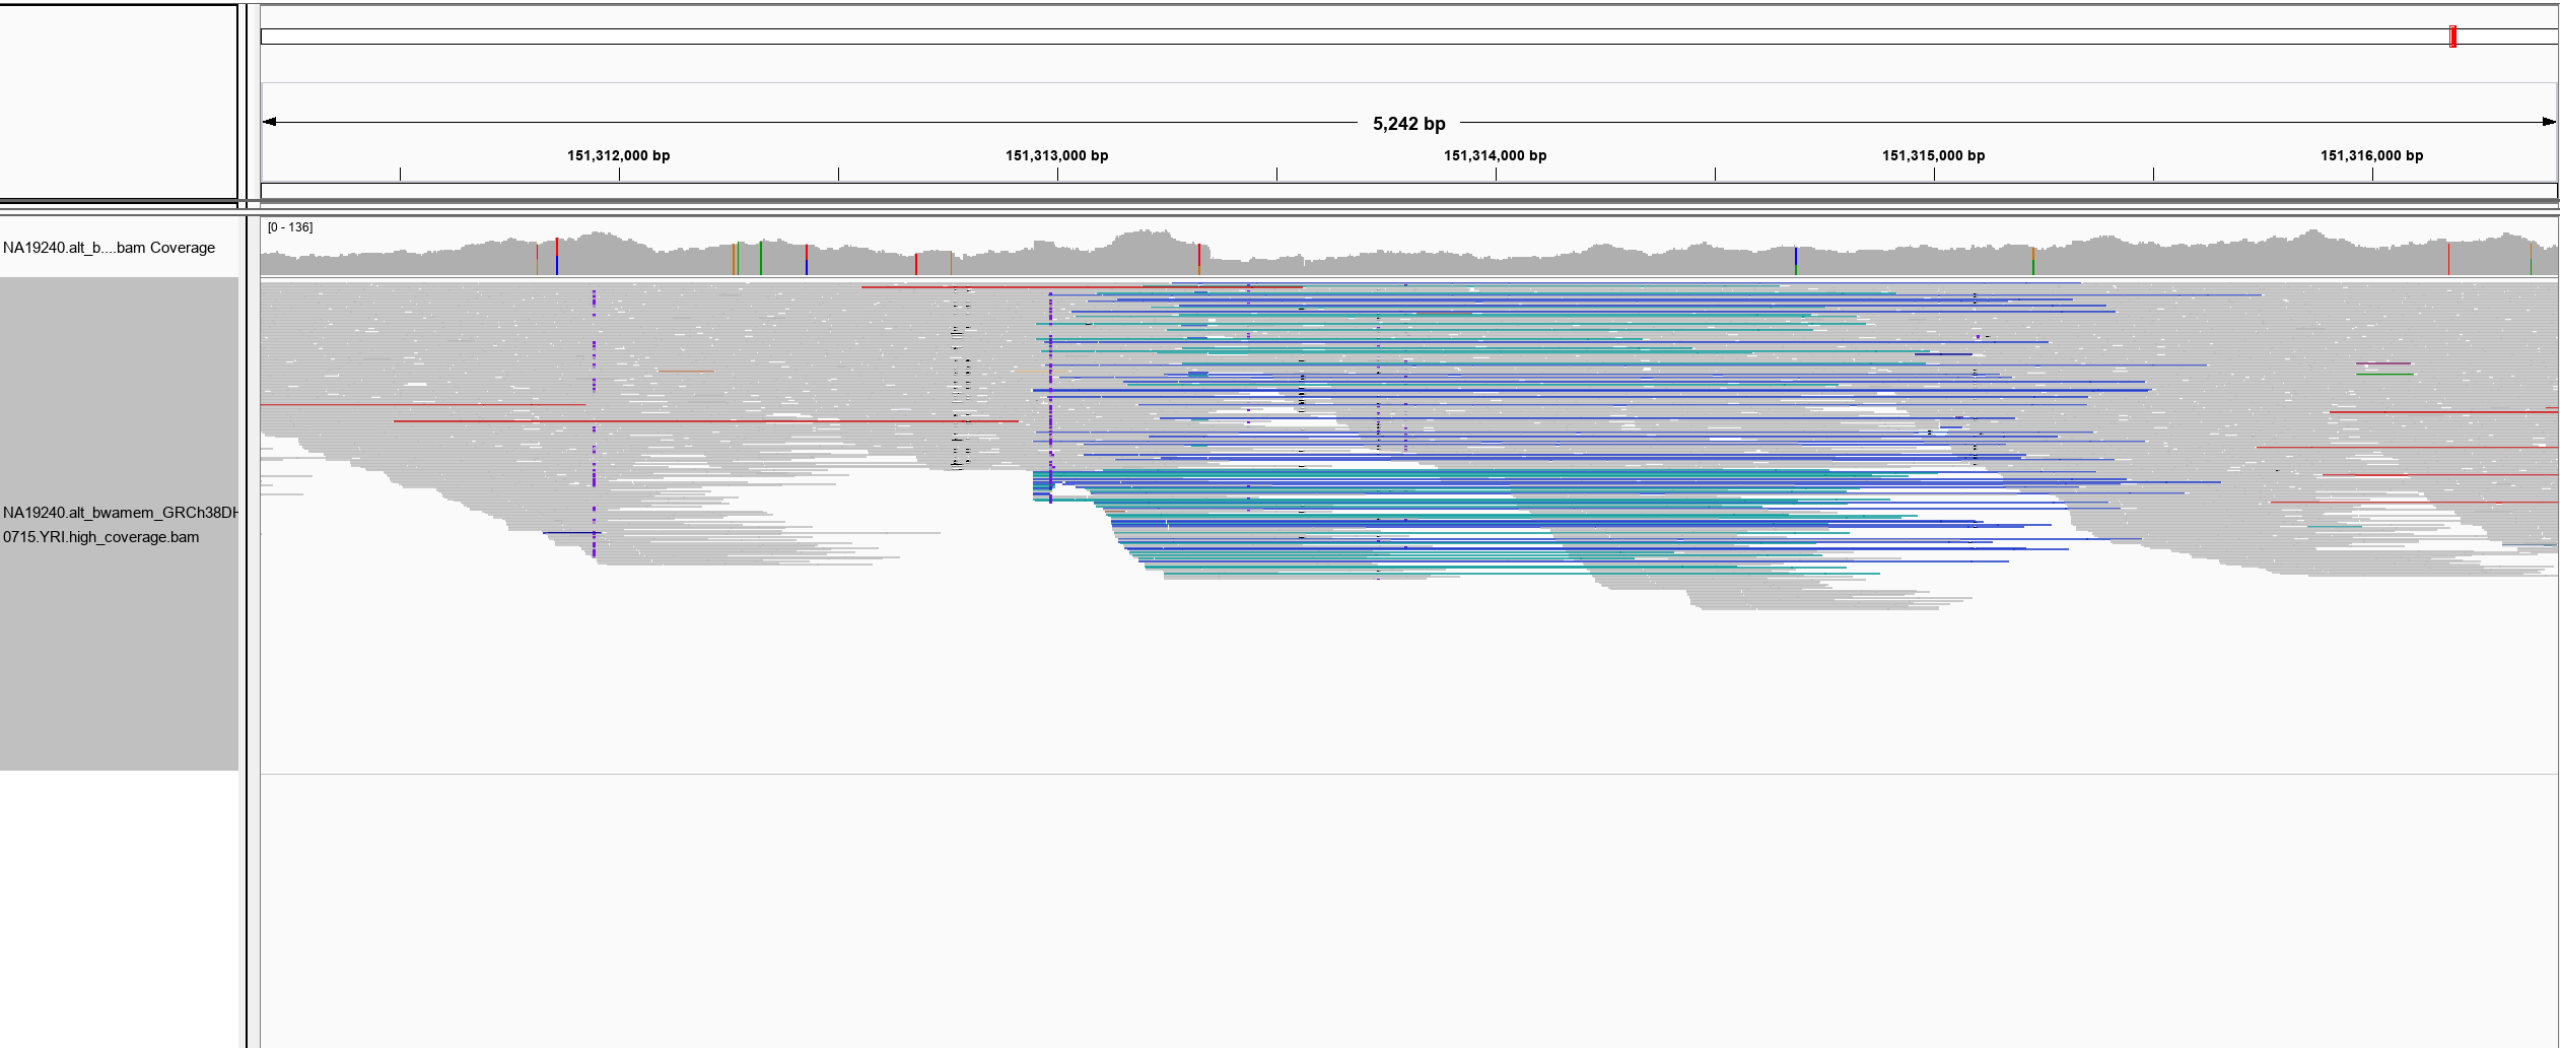 5,242 bp
151,312,000 bp 151,313,000 bp 151,314,000 bp 151,315,000 bp 151,316,000 bp
[0 - 136]
NA19240.alt_b....bam Coverage
NA19240.alt_bwamem_GRCh38DH
0715.YRI.high_coverage.bam